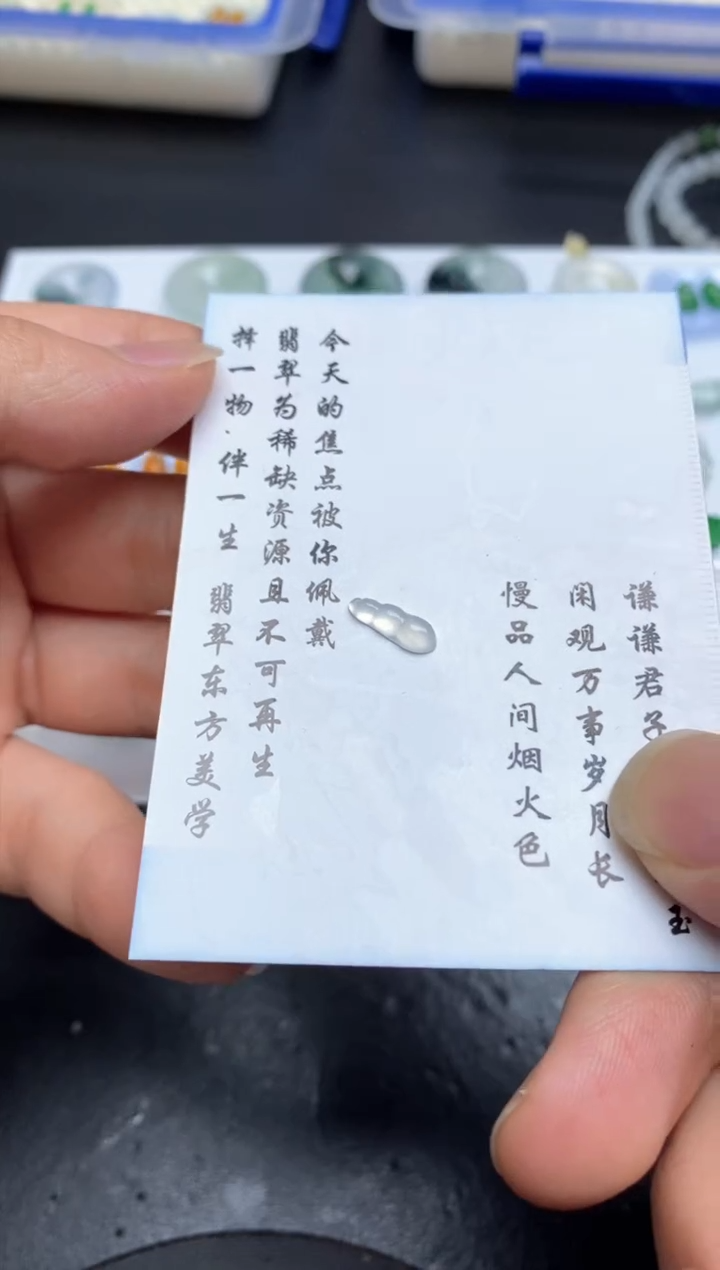 谦谦君子 玉
闲观万事岁月长
慢品人间烟火色
今天的焦点被你佩戴
翡翠为稀缺资源且不可再生
择一物·伴一生 翡翠东方美学